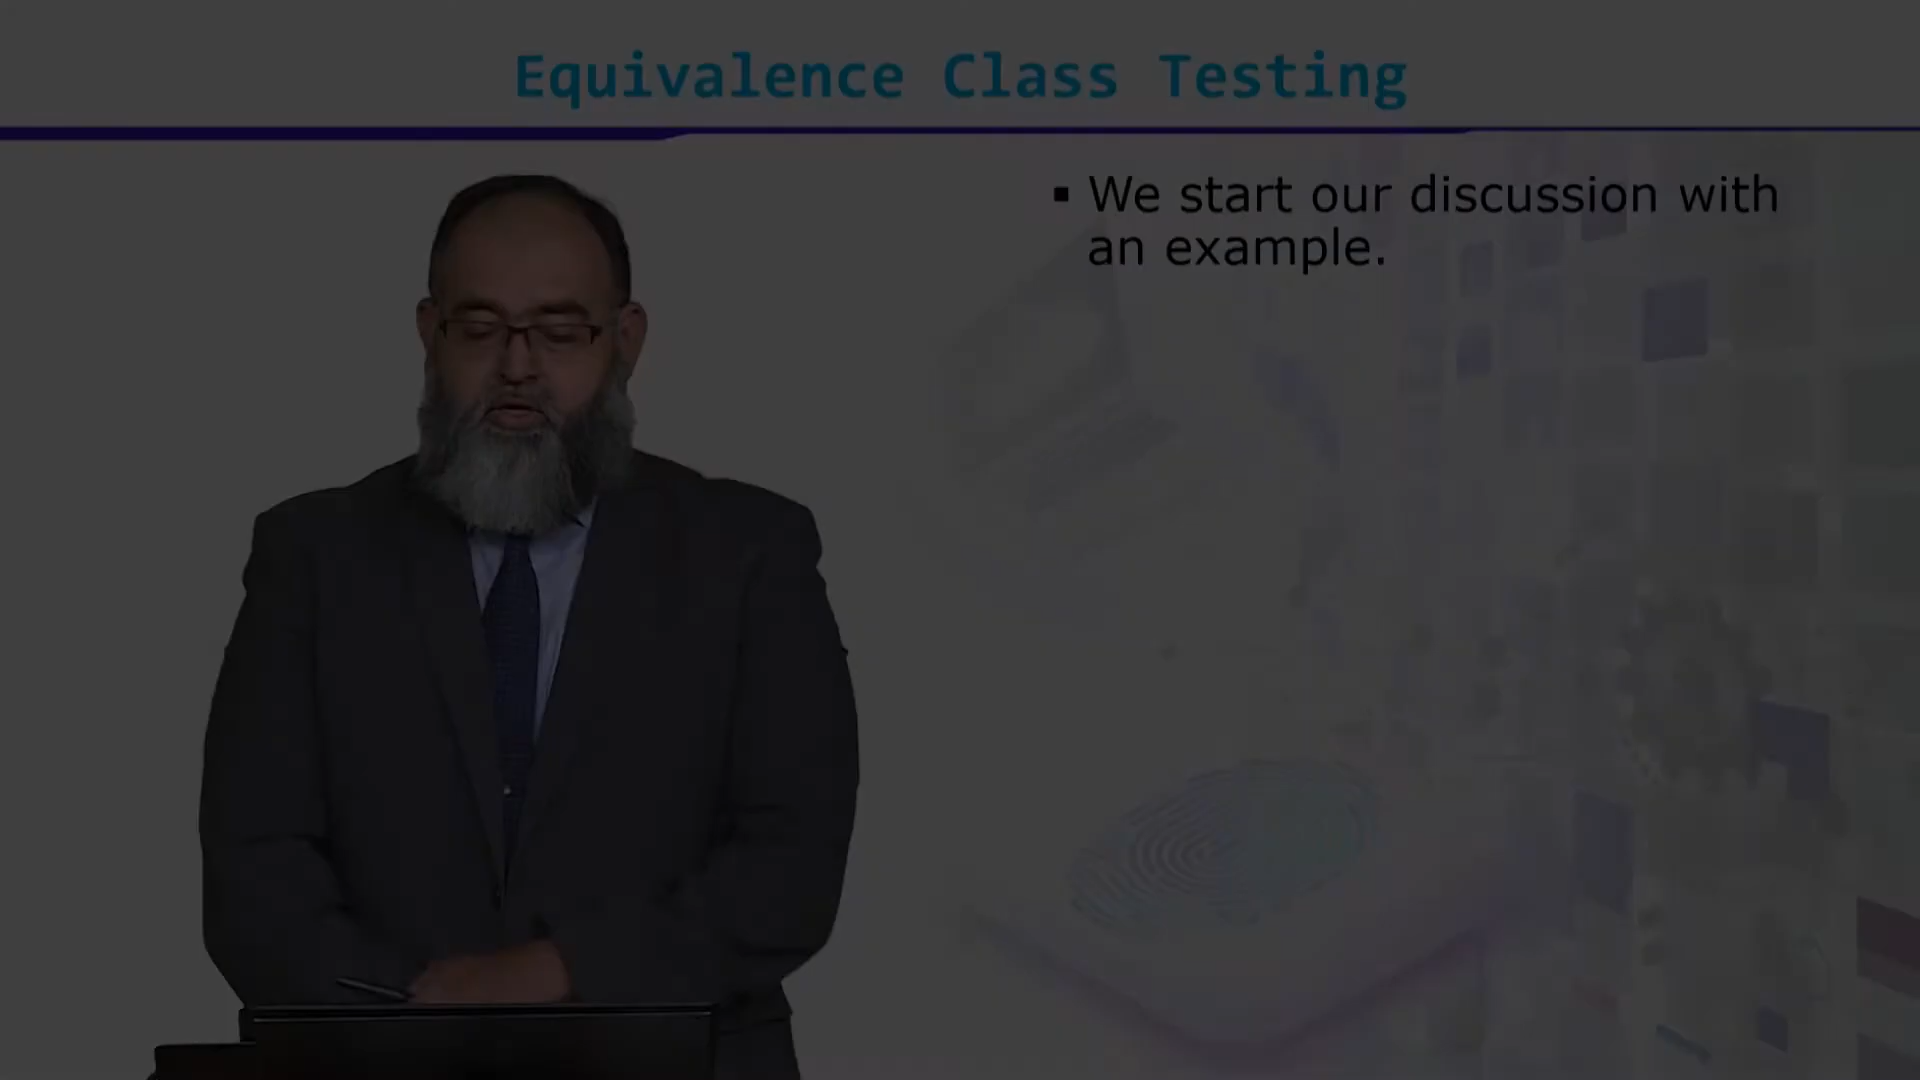 Equivalence Class Testing
▪ We start our discussion with
an example.